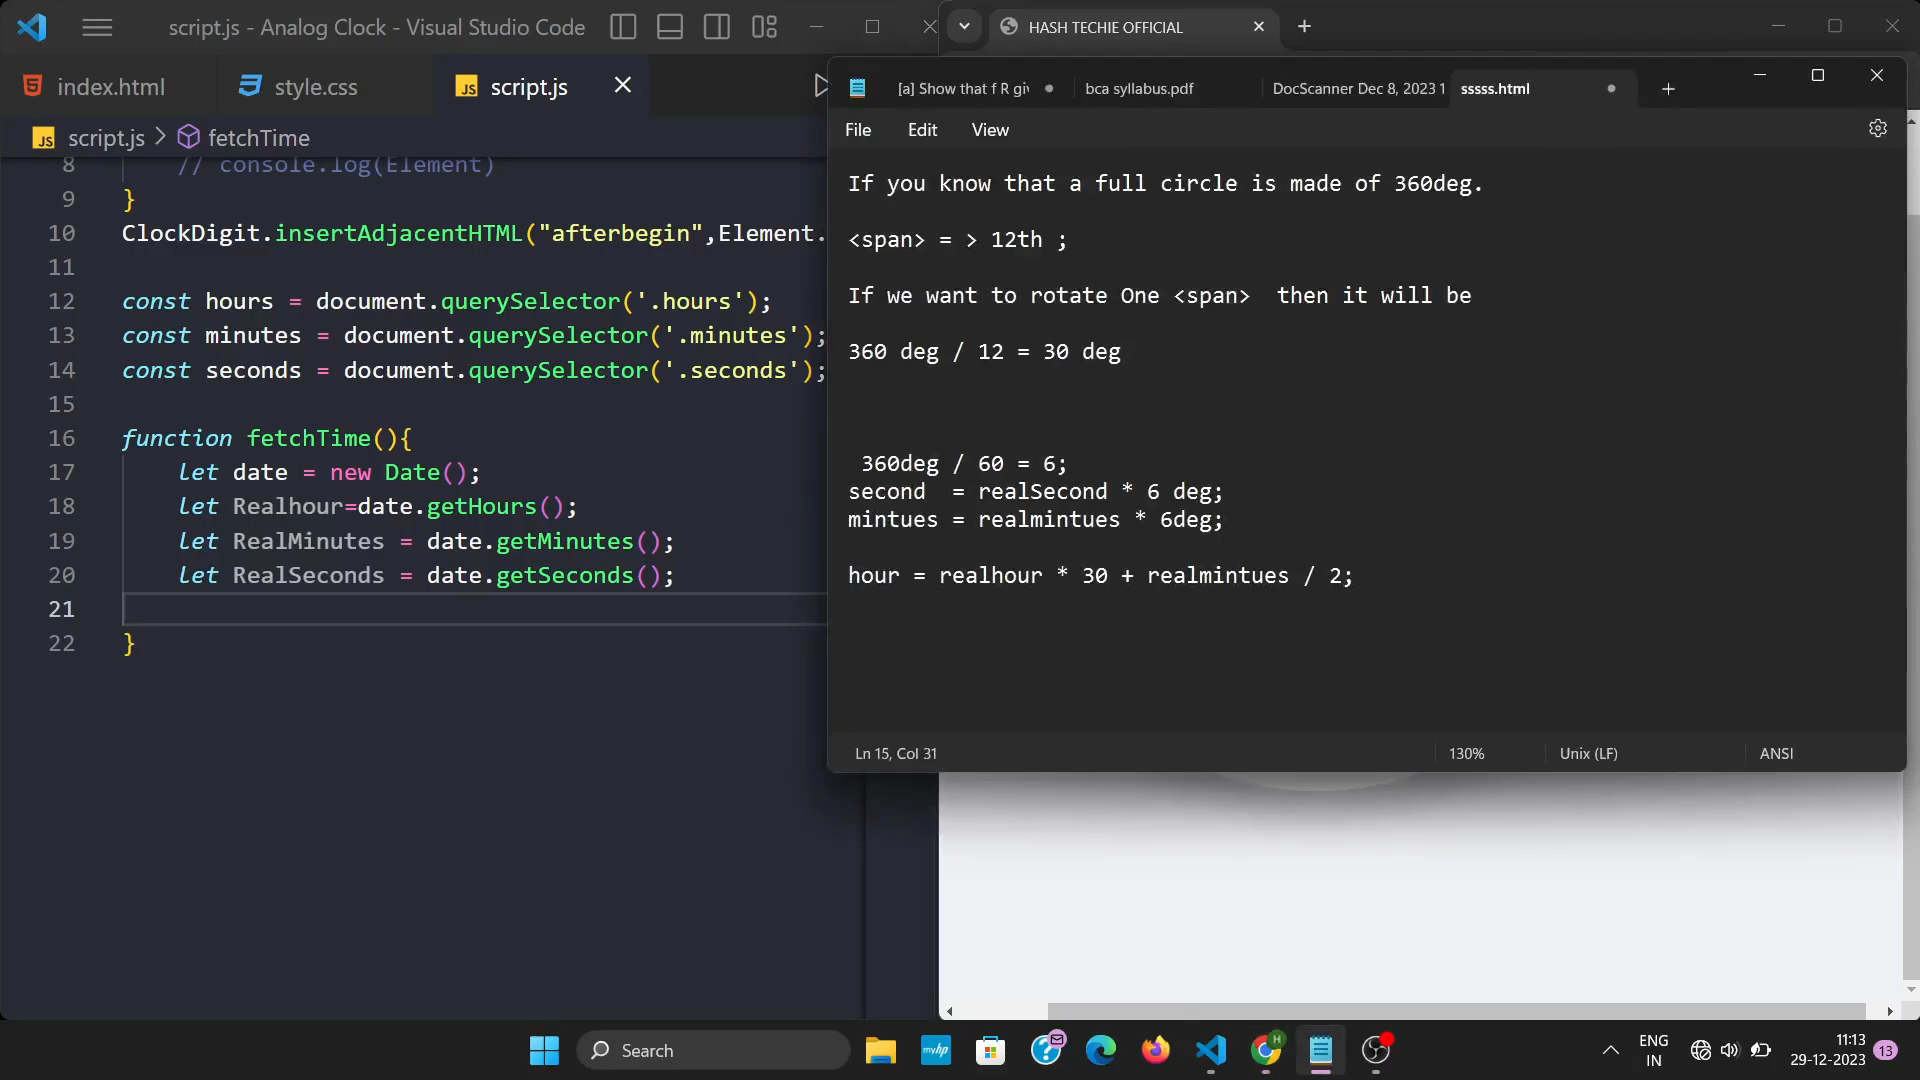 script.js - Analog Clock - Visual Studio Code
HASH TECHIE OFFICIAL
index.html
style.css
script.js
script.js > fetchTime
8 // console.log(Element)
9 }
10 ClockDigit.insertAdjacentHTML("afterbegin",Element.
11
12 const hours = document.querySelector('.hours');
13 const minutes = document.querySelector('.minutes');
14 const seconds = document.querySelector('.seconds');
15
16 function fetchTime(){
17 let date = new Date();
18 let Realhour=date.getHours();
19 let RealMinutes = date.getMinutes();
20 let RealSeconds = date.getSeconds();
21
22 }
[a] Show that f R giv
bca syllabus.pdf
DocScanner Dec 8, 2023 1
sssss.html
File Edit View
If you know that a full circle is made of 360deg.
<span> = > 12th ;
If we want to rotate One <span>  then it will be
360 deg / 12 = 30 deg
360deg / 60 = 6;
second  = realSecond * 6 deg;
mintues = realmintues * 6deg;
hour = realhour * 30 + realmintues / 2;
Ln 15, Col 31
130%
Unix (LF)
ANSI
Search
myhp
H
ENG
IN
11:13
29-12-2023
13